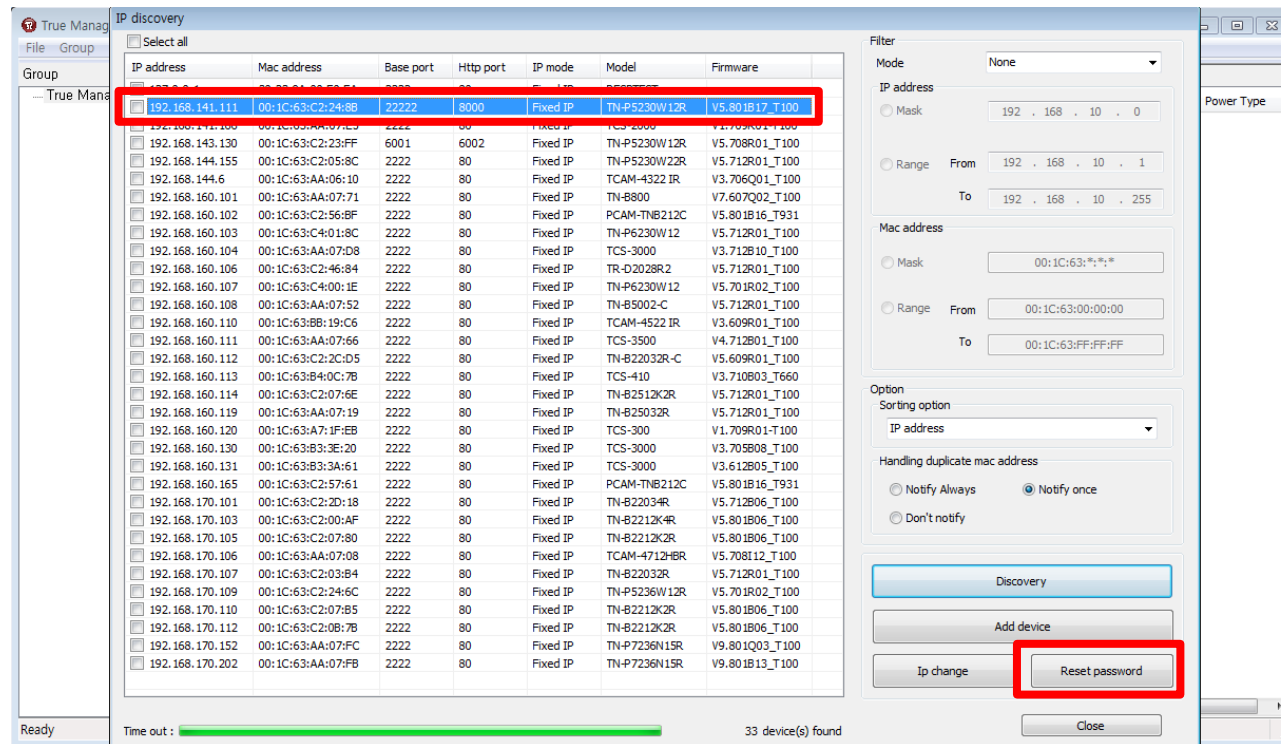 True Manag
IP discovery
File Group
Group
True Mana
Select all
IP address Mac address Base port Http port IP mode Model Firmware
192.168.141.111 00:1C:63:C2:24:8B 22222 8000 Fixed IP TN-P5230W12R V5.801B17_T100
192.168.143.130 00:1C:63:C2:23:FF 6001 6002 Fixed IP TN-P5230W12R V5.708R01_T100
192.168.144.155 00:1C:63:C2:05:8C 2222 80 Fixed IP TN-P5230W22R V5.712R01_T100
192.168.144.6 00:1C:63:AA:06:10 2222 80 Fixed IP TCAM-4322 IR V3.706Q01_T100
192.168.160.101 00:1C:63:AA:07:71 2222 80 Fixed IP TN-B800 V7.607Q02_T100
192.168.160.102 00:1C:63:C2:56:BF 2222 80 Fixed IP PCAM-TNB212C V5.801B16_T931
192.168.160.103 00:1C:63:C4:01:8C 2222 80 Fixed IP TN-P6230W12 V5.712R01_T100
192.168.160.104 00:1C:63:AA:07:D8 2222 80 Fixed IP TCS-3000 V3.712B10_T100
192.168.160.106 00:1C:63:C2:46:84 2222 80 Fixed IP TR-D2028R2 V5.712R01_T100
192.168.160.107 00:1C:63:C4:00:1E 2222 80 Fixed IP TN-P6230W12 V5.701R02_T100
192.168.160.108 00:1C:63:AA:07:52 2222 80 Fixed IP TN-B5002-C V5.712R01_T100
192.168.160.110 00:1C:63:BB:19:C6 2222 80 Fixed IP TCAM-4522 IR V3.609R01_T100
192.168.160.111 00:1C:63:AA:07:66 2222 80 Fixed IP TCS-3500 V4.712B01_T100
192.168.160.112 00:1C:63:C2:2C:D5 2222 80 Fixed IP TN-B22032R-C V5.609R01_T100
192.168.160.113 00:1C:63:B4:0C:7B 2222 80 Fixed IP TCS-410 V3.710B03_T660
192.168.160.114 00:1C:63:C2:07:6E 2222 80 Fixed IP TN-B2512K2R V5.712R01_T100
192.168.160.119 00:1C:63:AA:07:19 2222 80 Fixed IP TN-B25032R V5.712R01_T100
192.168.160.120 00:1C:63:A7:1F:EB 2222 80 Fixed IP TCS-300 V1.709R01-T100
192.168.160.130 00:1C:63:B3:3E:20 2222 80 Fixed IP TCS-3000 V3.705B08_T100
192.168.160.131 00:1C:63:B3:3A:61 2222 80 Fixed IP TCS-3000 V3.612B05_T100
192.168.160.165 00:1C:63:C2:57:61 2222 80 Fixed IP PCAM-TNB212C V5.801B16_T931
192.168.170.101 00:1C:63:C2:2D:18 2222 80 Fixed IP TN-B22034R V5.712B06_T100
192.168.170.103 00:1C:63:C2:00:AF 2222 80 Fixed IP TN-B2212K4R V5.801B06_T100
192.168.170.105 00:1C:63:C2:07:80 2222 80 Fixed IP TN-B2212K2R V5.801B06_T100
192.168.170.106 00:1C:63:AA:07:08 2222 80 Fixed IP TCAM-4712HBR V5.708I12_T100
192.168.170.107 00:1C:63:C2:03:B4 2222 80 Fixed IP TN-B22032R V5.712R01_T100
192.168.170.109 00:1C:63:C2:24:6C 2222 80 Fixed IP TN-P5236W12R V5.701R02_T100
192.168.170.110 00:1C:63:C2:07:B5 2222 80 Fixed IP TN-B2212K2R V5.801B06_T100
192.168.170.112 00:1C:63:C2:0B:7B 2222 80 Fixed IP TN-B2212K2R V5.801B06_T100
192.168.170.152 00:1C:63:AA:07:FC 2222 80 Fixed IP TN-P7236N15R V9.801Q03_T100
192.168.170.202 00:1C:63:AA:07:FB 2222 80 Fixed IP TN-P7236N15R V9.801B13_T100
Time out : 33 device(s) found
Filter
Mode None
IP address
Mask 192 . 168 . 10 . 0
Range From 192 . 168 . 10 . 1
To 192 . 168 . 10 . 255
Mac address
Mask 00:1C:63:*:*:*
Range From 00:1C:63:00:00:00
To 00:1C:63:FF:FF:FF
Option
Sorting option
IP address
Handling duplicate mac address
Notify Always Notify once
Don't notify
Discovery
Add device
Ip change Reset password
Close
Power Type
Ready